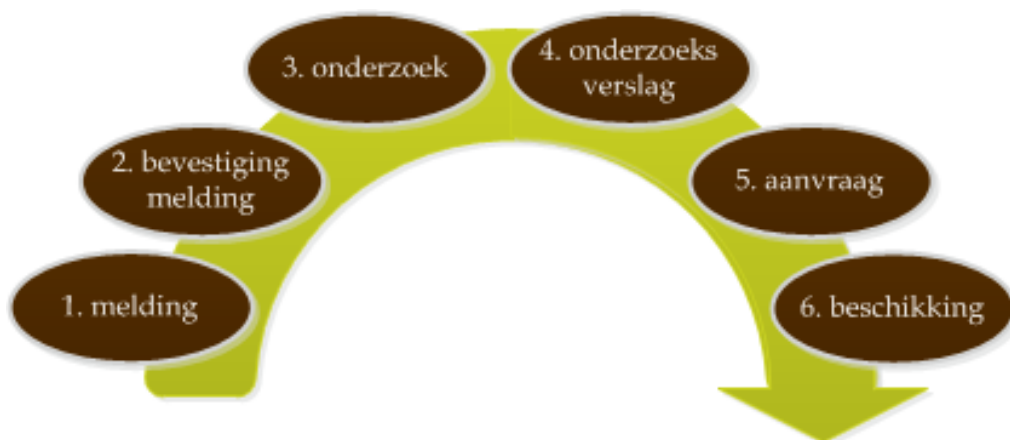 1. melding
2. bevestiging
melding
3. onderzoek
4. onderzoeks
verslag
5. aanvraag
6. beschikking